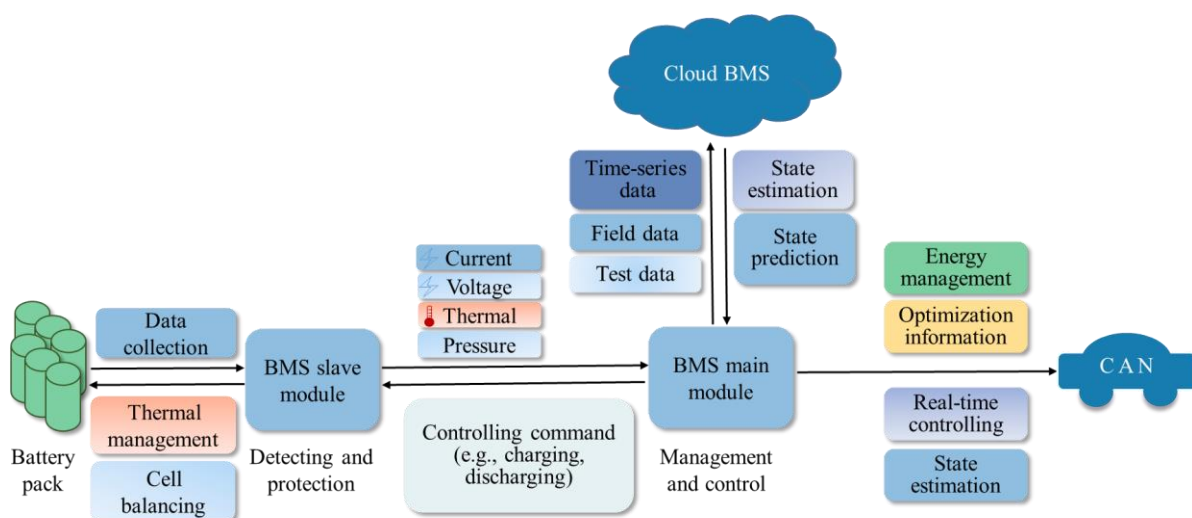 Cloud BMS
Time-series
data
Field data
Test data
State
estimation
State
prediction
Current
Voltage
Thermal
Pressure
Energy
management
Optimization
information
Data
collection
BMS slave
module
BMS main
module
CAN
Thermal
management
Cell
balancing
Battery
pack
Detecting and
protection
Controlling command
(e.g., charging,
discharging)
Management
and control
Real-time
controlling
State
estimation